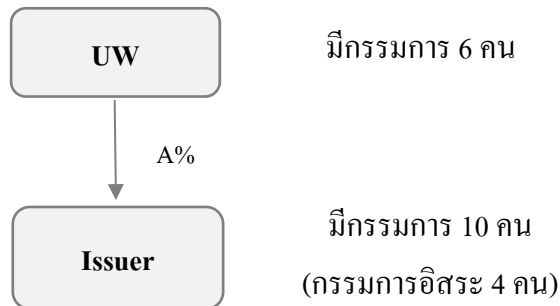 UW
มีกรรมการ 6 คน
A%
Issuer
มีกรรมการ 10 คน
(กรรมการอิสระ 4 คน)